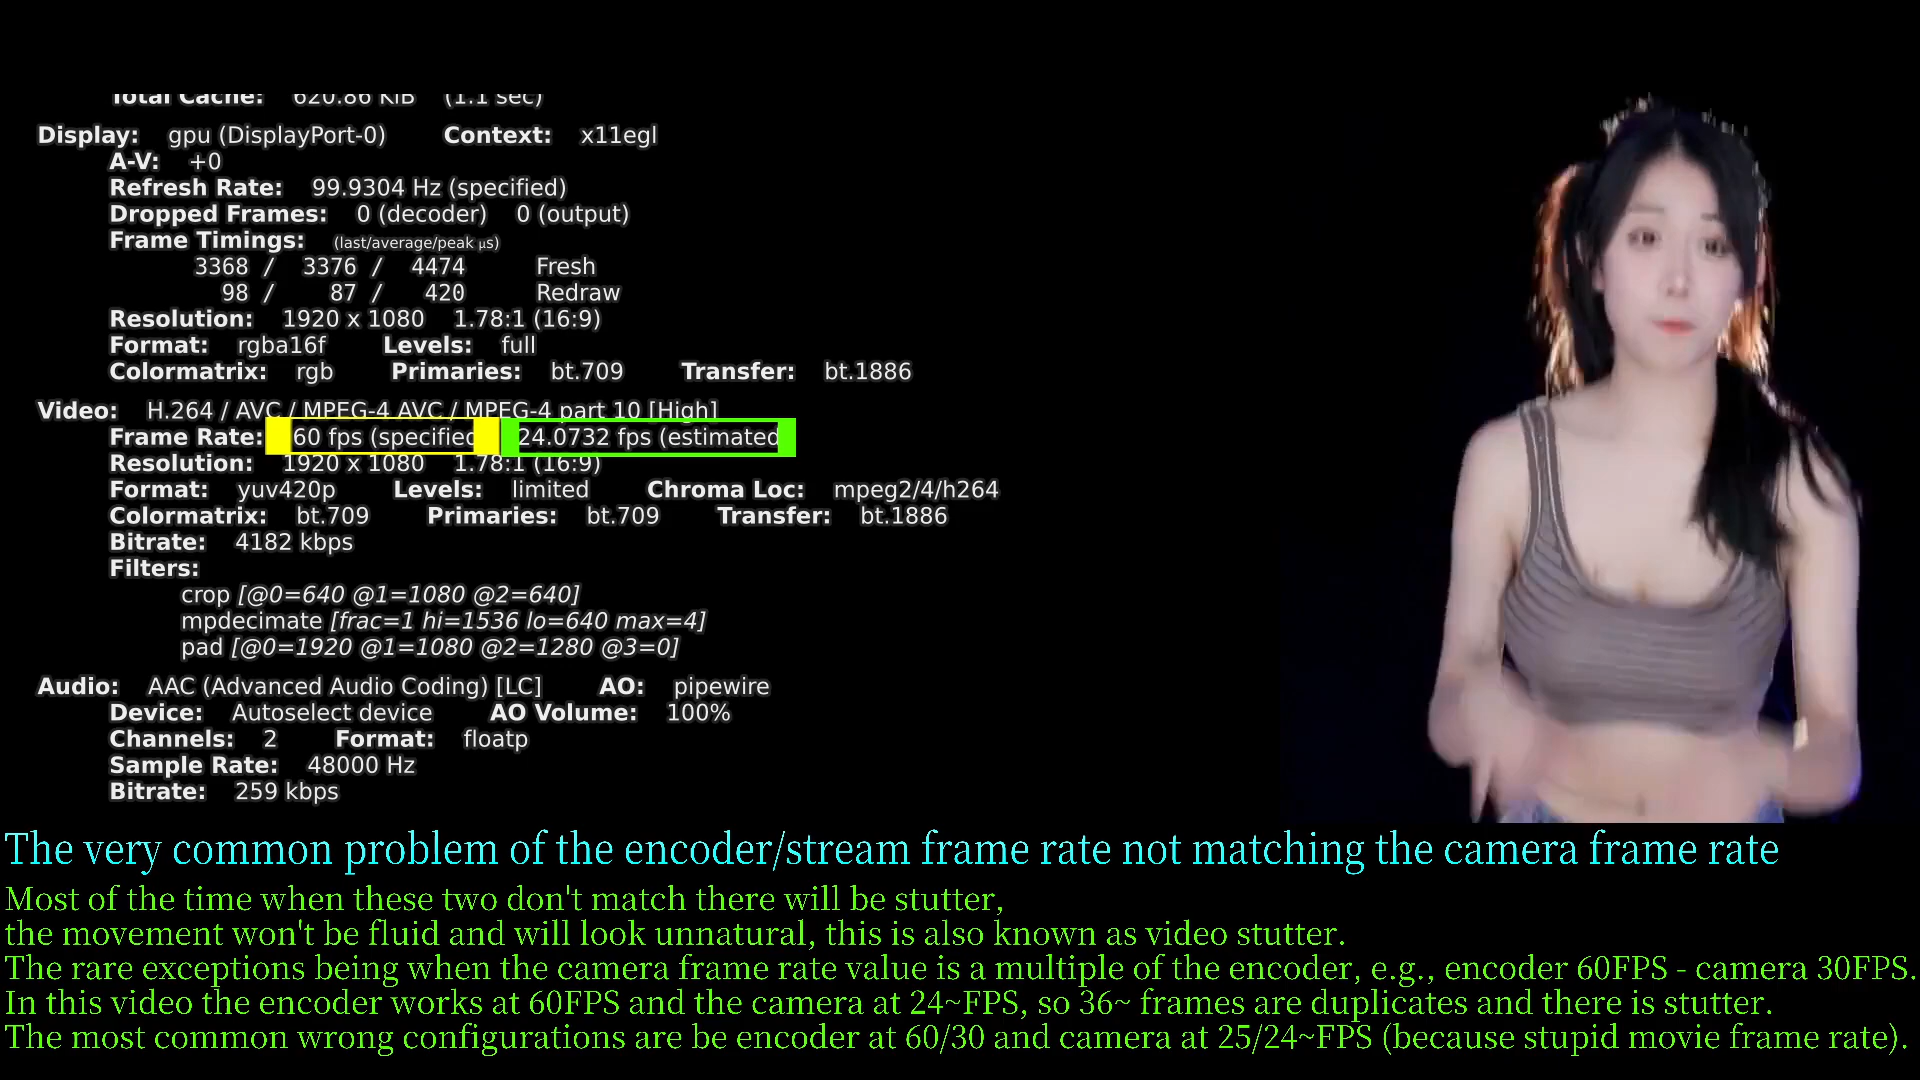 Total Cache: 620.86 KiB (1.1 sec)
Display: gpu (DisplayPort-0) Context: x11egl
A-V: +0
Refresh Rate: 99.9304 Hz (specified)
Dropped Frames: 0 (decoder) 0 (output)
Frame Timings: (last/average/peak µs)
3368 / 3376 / 4474 Fresh
98 / 87 / 420 Redraw
Resolution: 1920 x 1080 1.78:1 (16:9)
Format: rgba16f Levels: full
Colormatrix: rgb Primaries: bt.709 Transfer: bt.1886
Video: H.264 / AVC / MPEG-4 AVC / MPEG-4 part 10 [High]
Frame Rate: 60 fps (specified 24.0732 fps (estimated
Resolution: 1920 x 1080 1.78:1 (16:9)
Format: yuv420p Levels: limited Chroma Loc: mpeg2/4/h264
Colormatrix: bt.709 Primaries: bt.709 Transfer: bt.1886
Bitrate: 4182 kbps
Filters:
crop [@0=640 @1=1080 @2=640]
mpdecimate [frac=1 hi=1536 lo=640 max=4]
pad [@0=1920 @1=1080 @2=1280 @3=0]
Audio: AAC (Advanced Audio Coding) [LC] AO: pipewire
Device: Autoselect device AO Volume: 100%
Channels: 2 Format: floatp
Sample Rate: 48000 Hz
Bitrate: 259 kbps
The very common problem of the encoder/stream frame rate not matching the camera frame rate
Most of the time when these two don't match there will be stutter,
the movement won't be fluid and will look unnatural, this is also known as video stutter.
The rare exceptions being when the camera frame rate value is a multiple of the encoder, e.g., encoder 60FPS - camera 30FPS.
In this video the encoder works at 60FPS and the camera at 24~FPS, so 36~ frames are duplicates and there is stutter.
The most common wrong configurations are be encoder at 60/30 and camera at 25/24~FPS (because stupid movie frame rate).